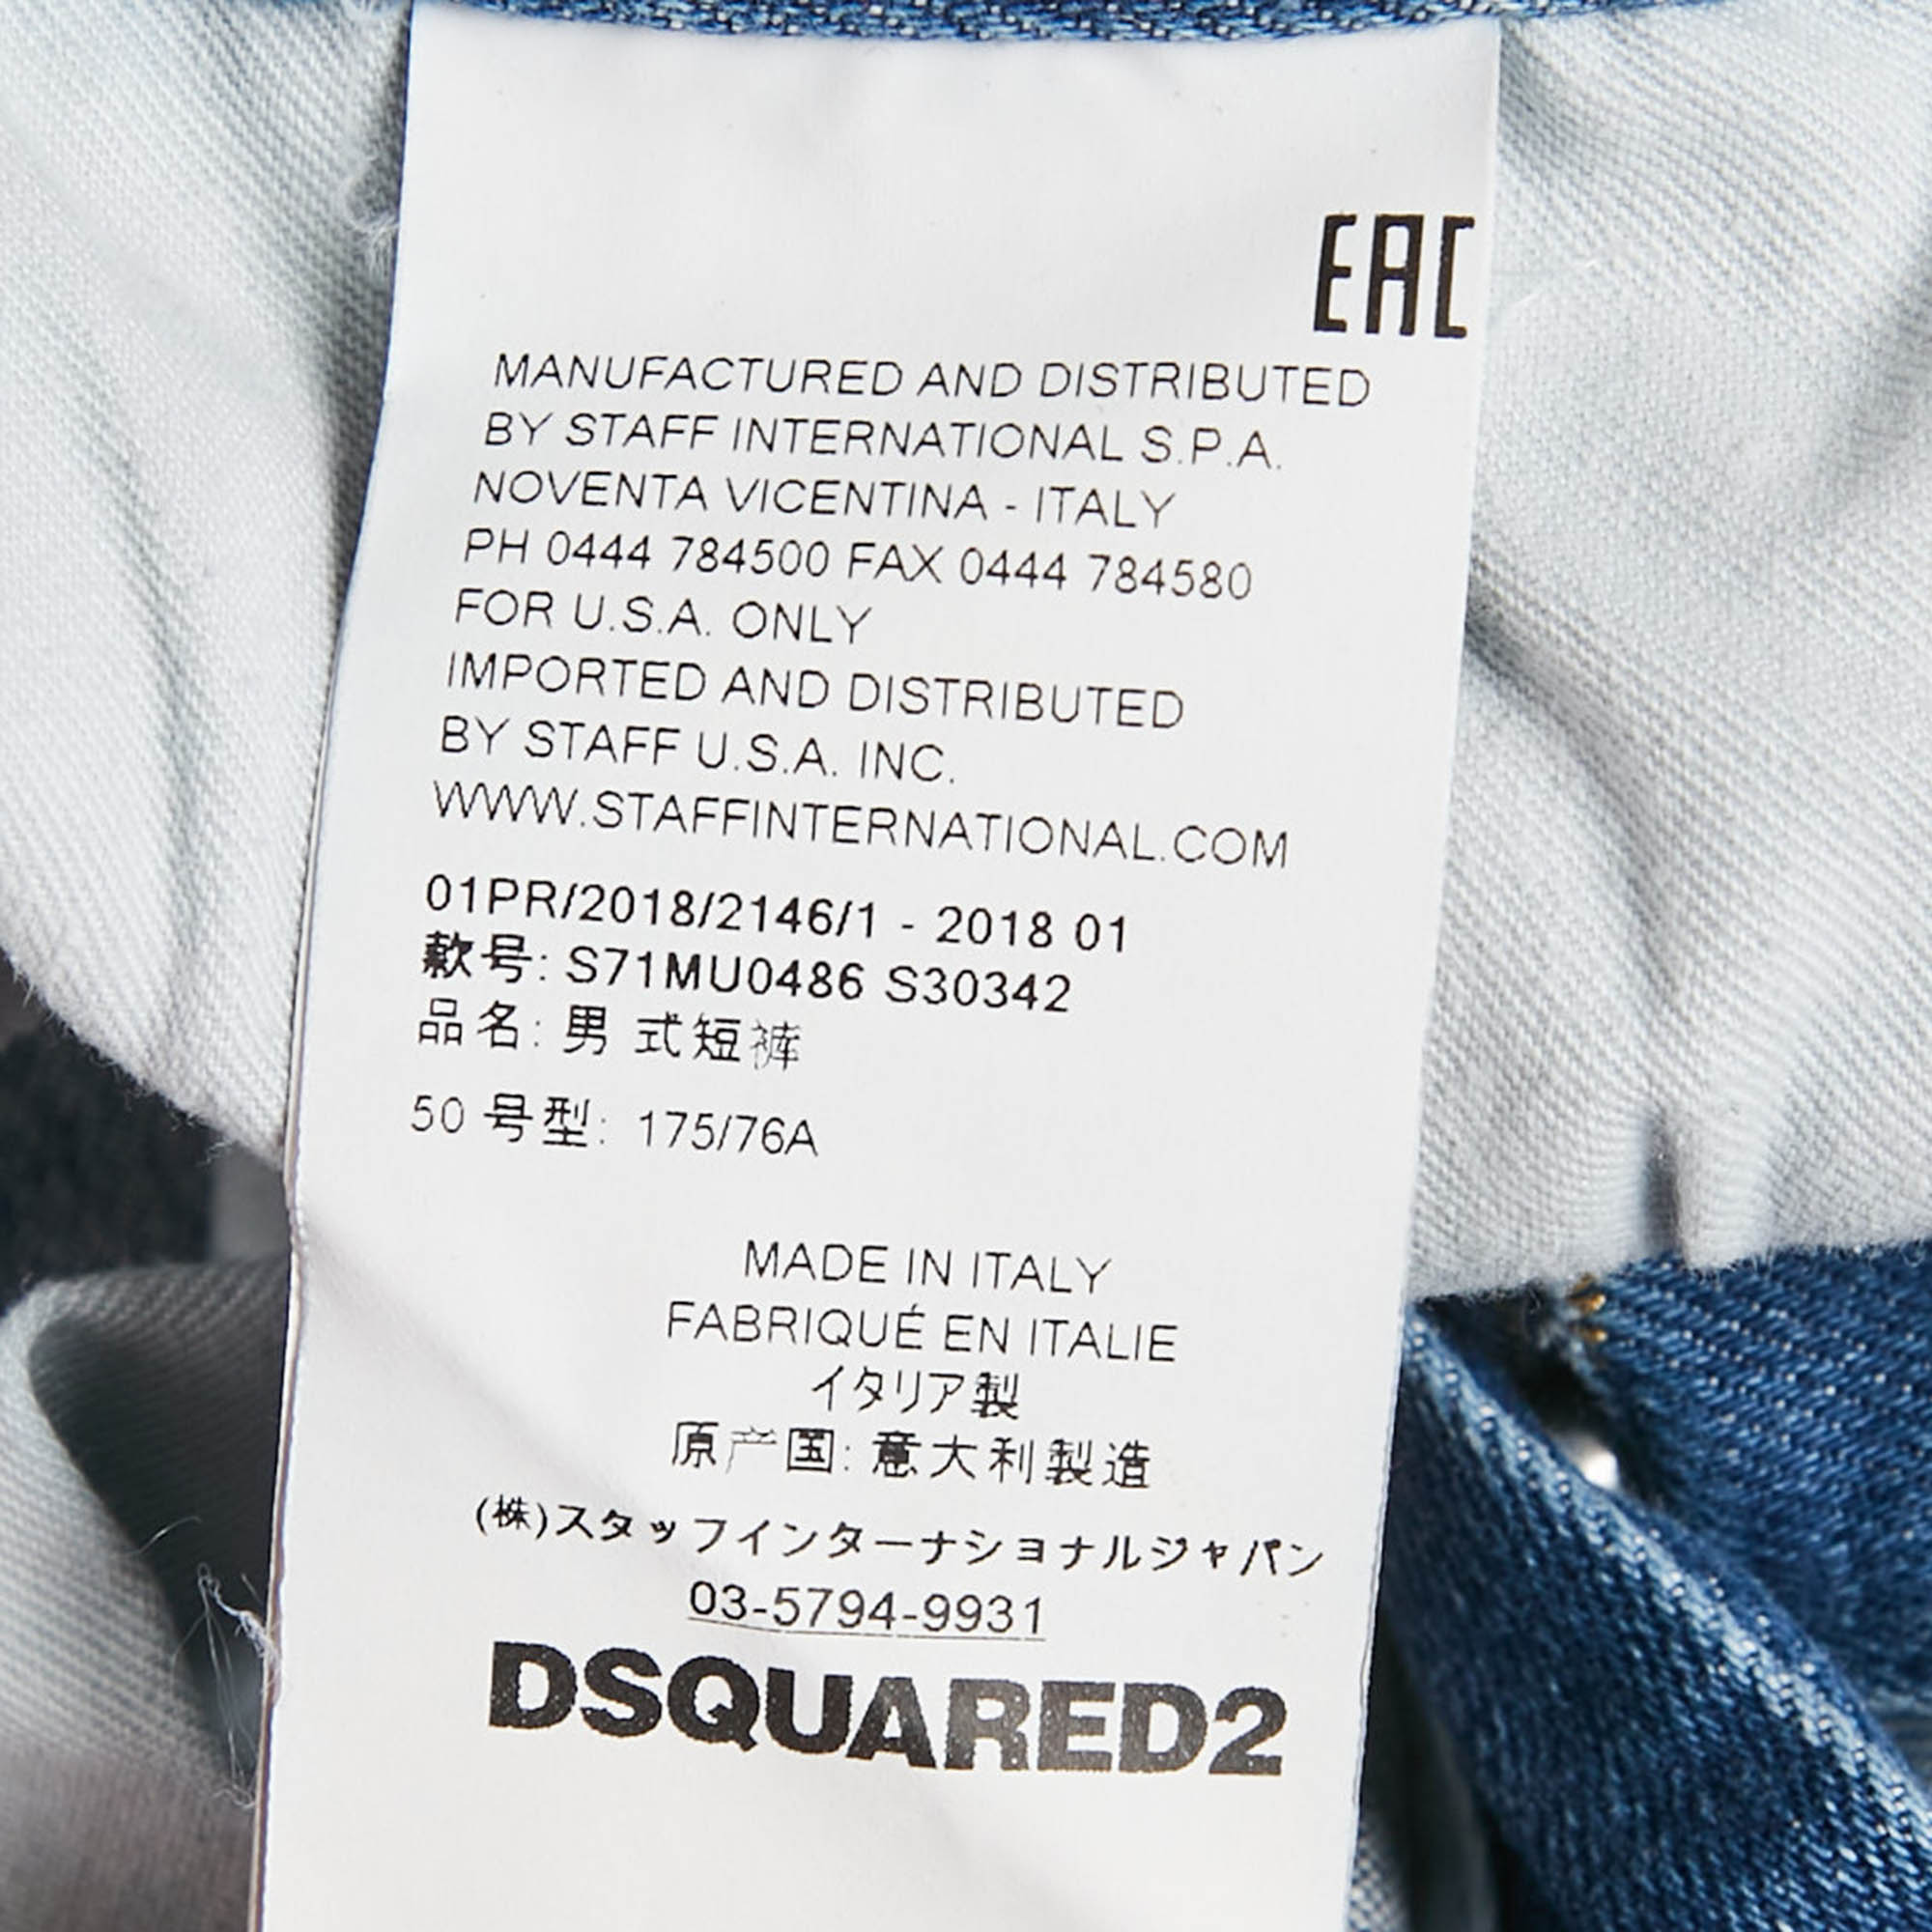 EAC
MANUFACTURED AND DISTRIBUTED
BY STAFF INTERNATIONAL S.P.A.
NOVENTA VICENTINA - ITALY
PH 0444 784500 FAX 0444 784580
FOR U.S.A. ONLY
IMPORTED AND DISTRIBUTED
BY STAFF U.S.A. INC.
WWW.STAFFINTERNATIONAL.COM
01PR/2018/2146/1 - 2018 01
款号: S71MU0486 S30342
品名: 男 式短裤
50 号型: 175/76A
MADE IN ITALY
FABRIQUÉ EN ITALIE
イタリア製
原产国: 意大利製造
(株)スタッフインターナショナルジャパン
03-5794-9931
DSQUARED2